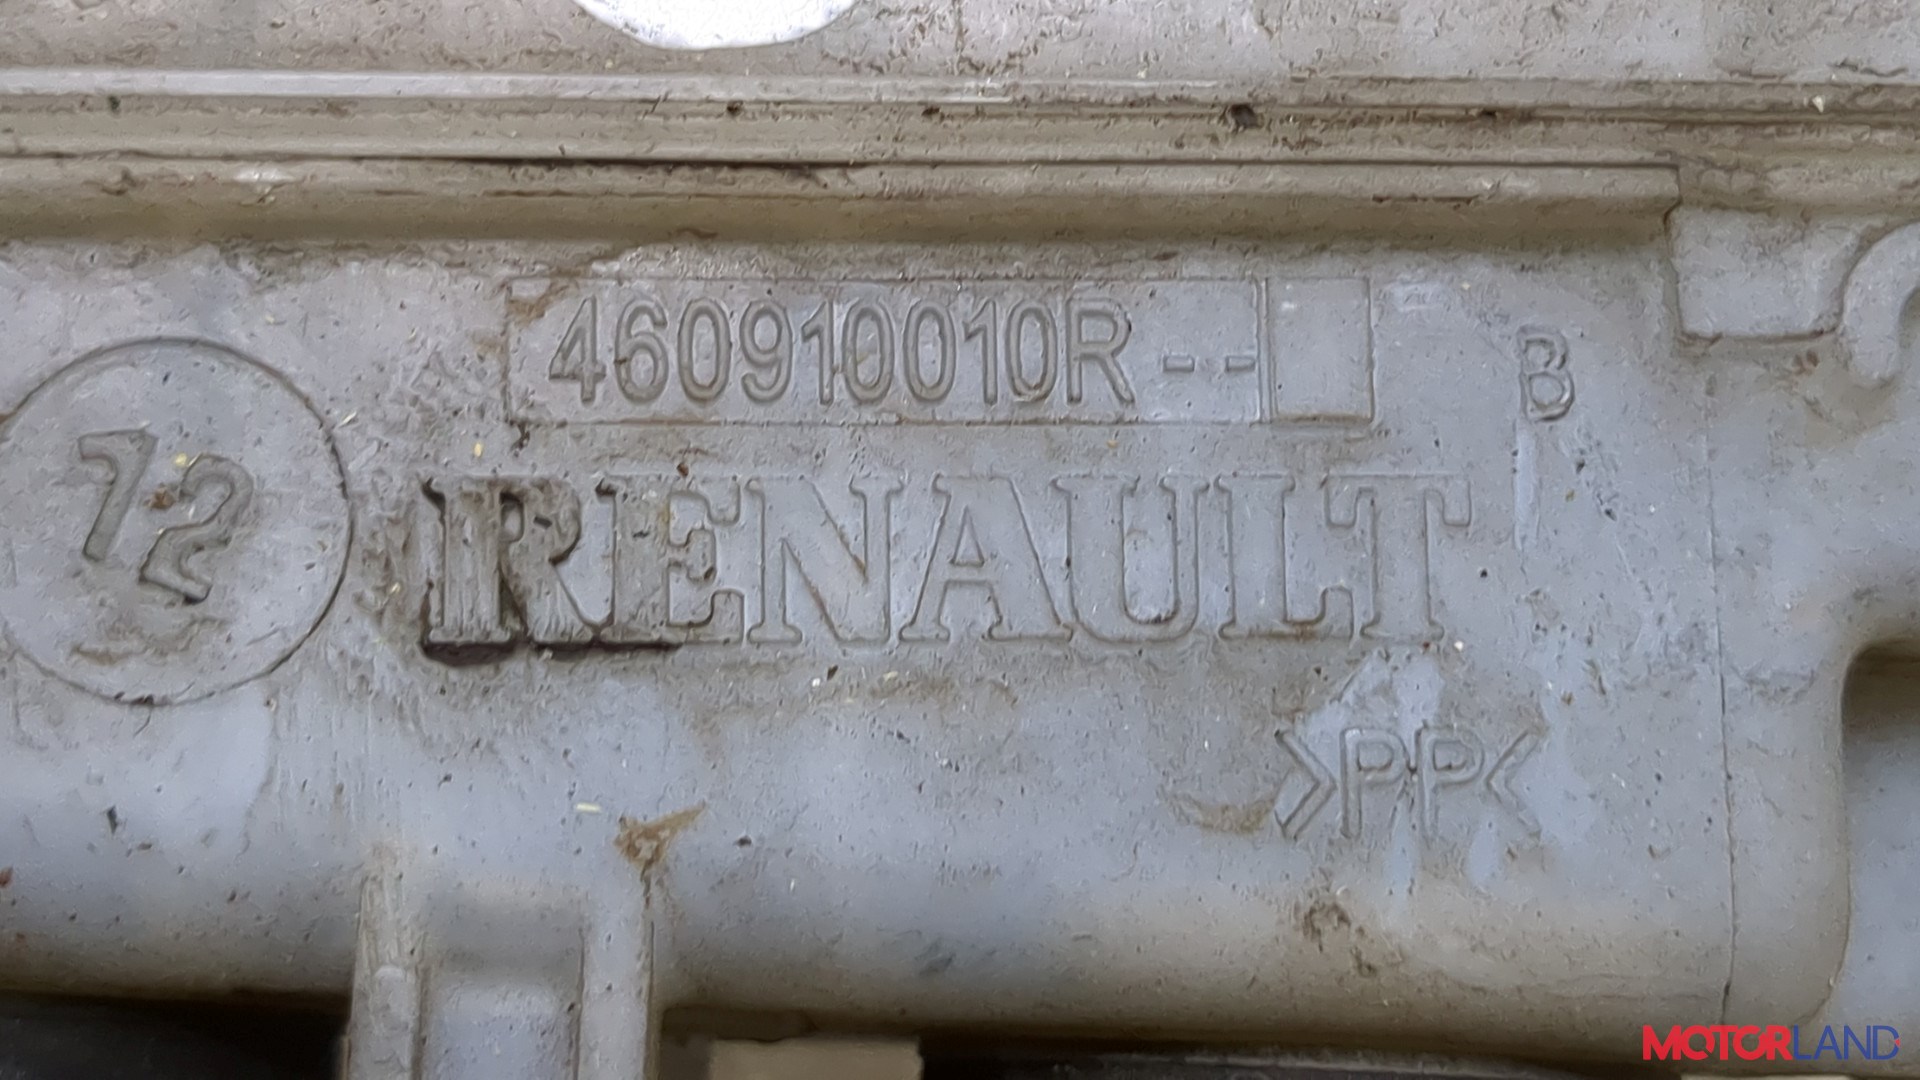 460910010R--
B
12
RENAULT
>PP<
MOTORLAND